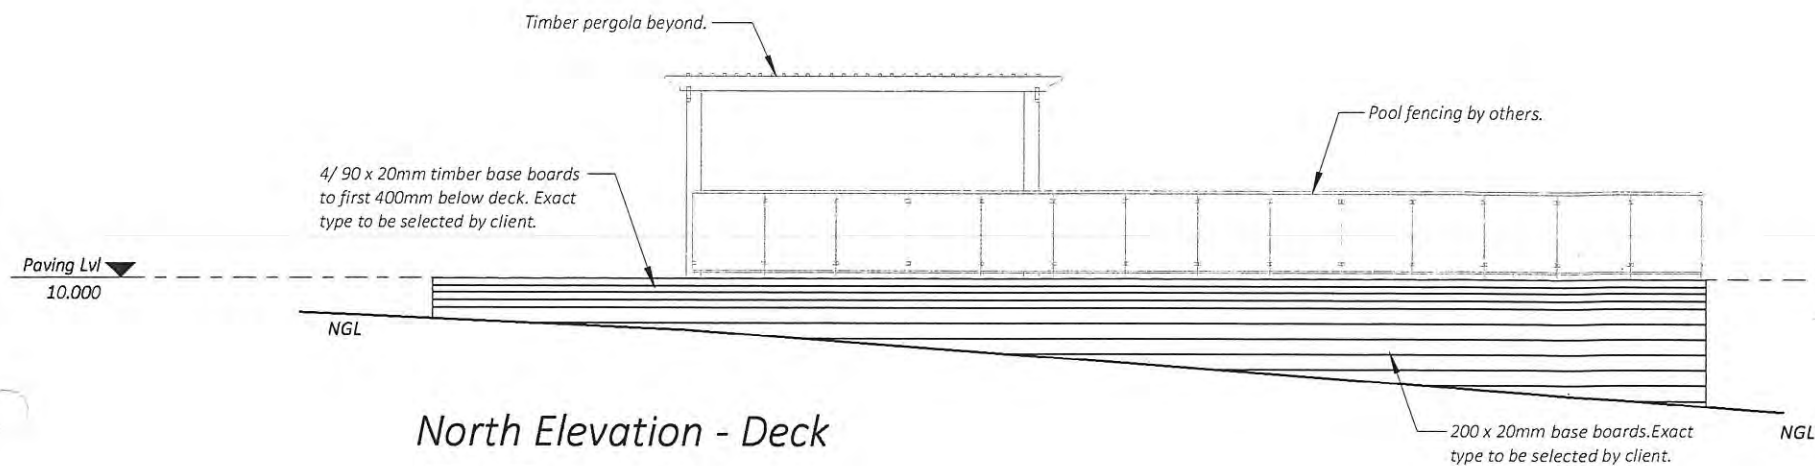 Timber pergola beyond.
Pool fencing by others.
4/ 90 x 20mm timber base boards
to first 400mm below deck. Exact
type to be selected by client.
Paving Lvl
10.000
NGL
North Elevation - Deck
200 x 20mm base boards.Exact
type to be selected by client.
NGL